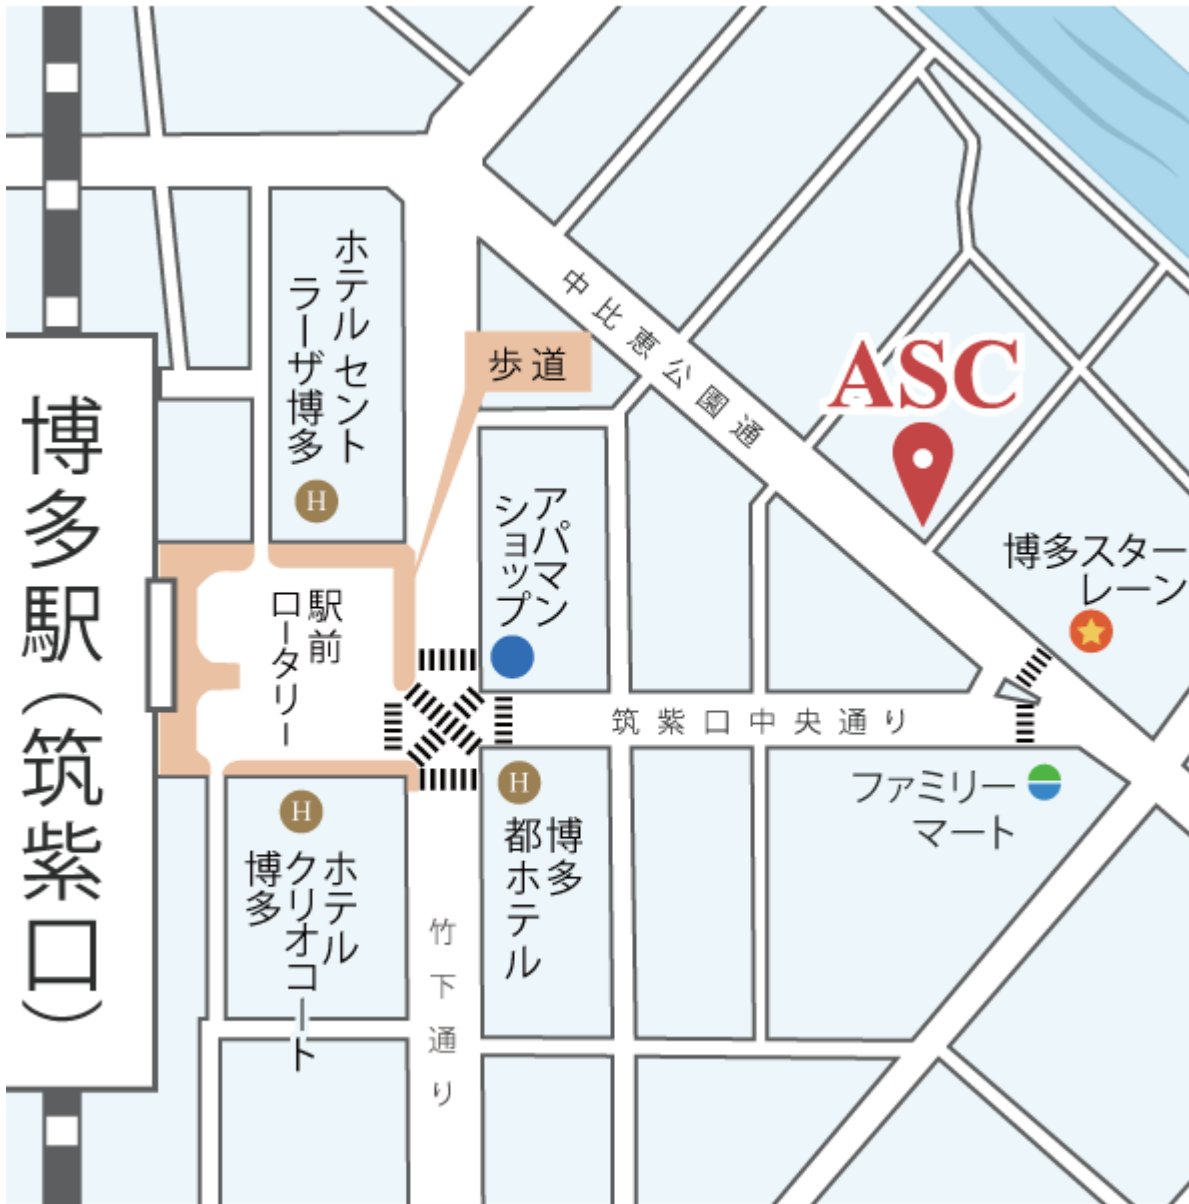 博多駅（筑紫口）
ホテル セント
ラーザ博多
H
歩道
中比恵公園通
ASC
アパマン
ショップ
博多スター
レーン
駅前
ロータリー
筑紫口中央通り
ファミリー
マート
H
ホテル
クリオコート
博多
H
博多
都ホテル
竹下通り